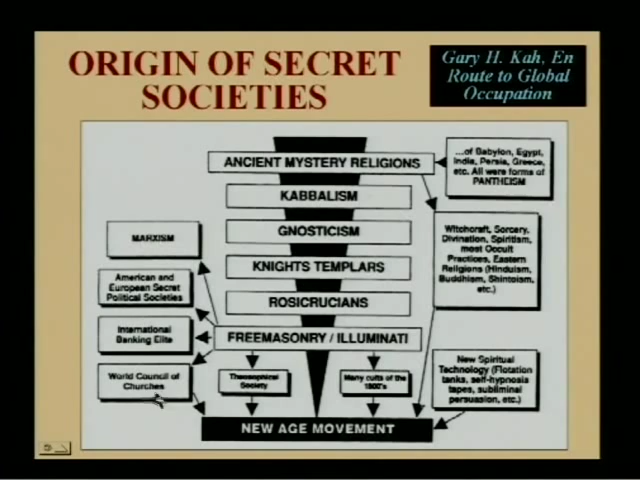 ORIGIN OF SECRET
SOCIETIES
Gary H. Kah, En
Route to Global
Occupation
ANCIENT MYSTERY RELIGIONS
...of Babylon, Egypt,
India, Persia, Greece,
etc. All were forms of
PANTHEISM
KABBALISM
GNOSTICISM
KNIGHTS TEMPLARS
ROSICRUCIANS
FREEMASONRY / ILLUMINATI
Witchcraft, Sorcery,
Divination, Spiritism,
most Occult
Practices, Eastern
Religions (Hinduism,
Buddhism, Shintoism,
etc.)
MARXISM
American and
European Secret
Political Societies
International
Banking Elite
World Council of
Churches
Theosophical
Society
Many cults of the
1800's
New Spiritual
Technology (Flotation
tanks, self-hypnosis
tapes, subliminal
persuasion, etc.)
NEW AGE MOVEMENT